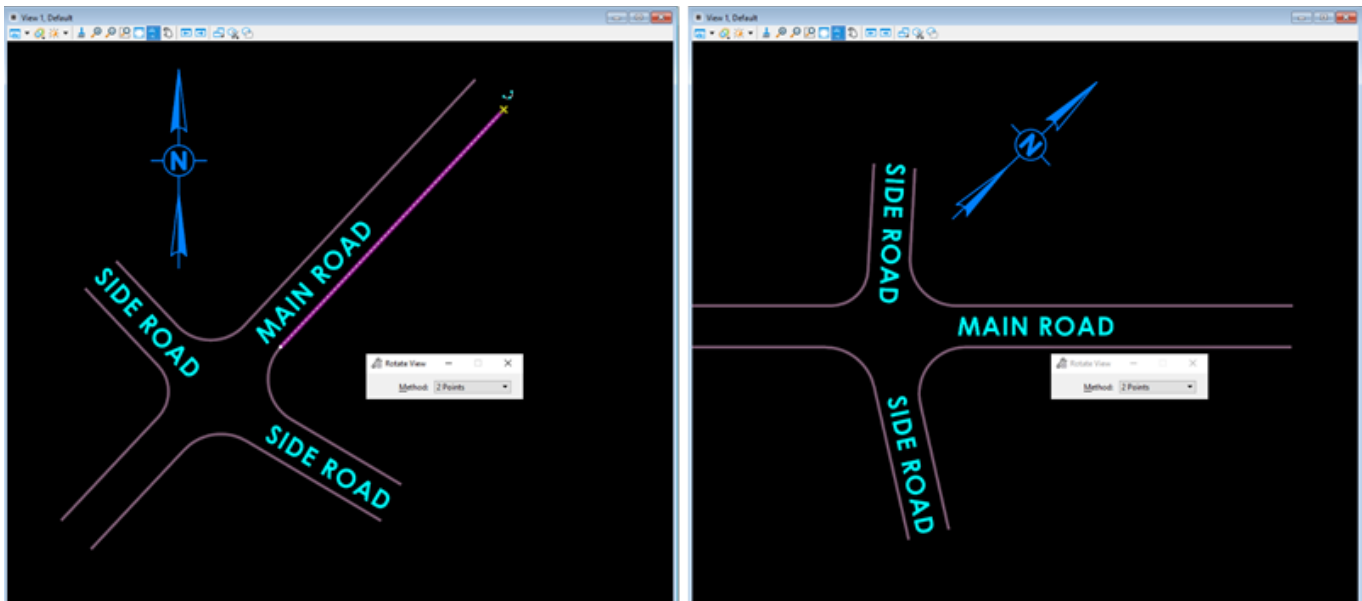 View 1, Default
N
MAIN ROAD
SIDE ROAD
SIDE ROAD
Rotate View
Method: 2 Points
View 1, Default
N
SIDE ROAD
MAIN ROAD
Rotate View
Method: 2 Points
SIDE ROAD